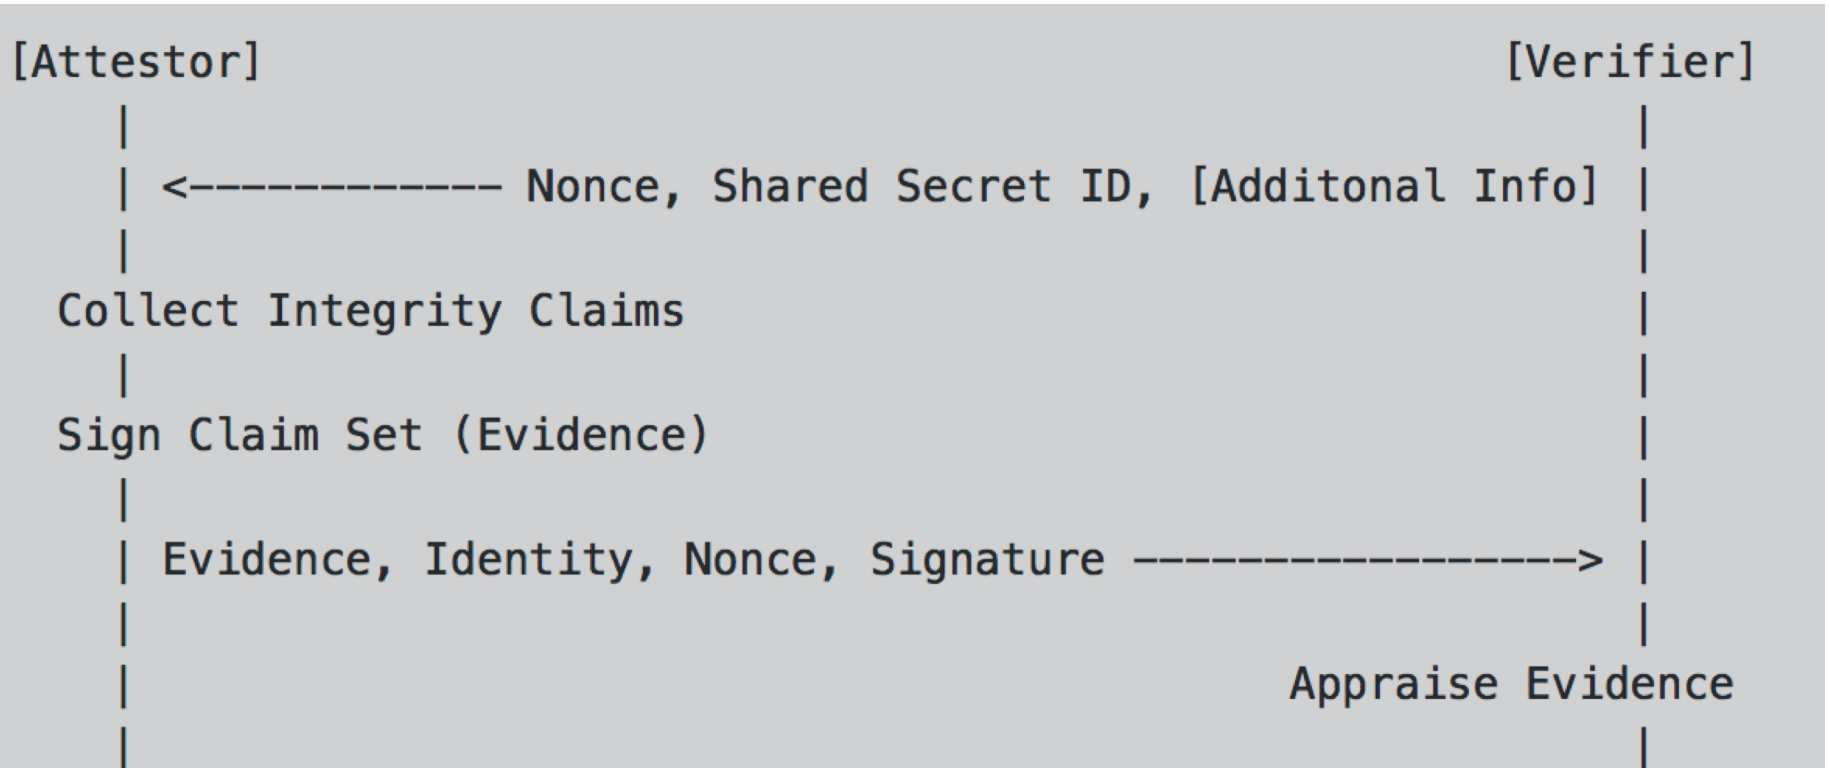 [Attestor] [Verifier]
| |
| <------------- Nonce, Shared Secret ID, [Additonal Info] |
| |
Collect Integrity Claims |
| |
Sign Claim Set (Evidence) |
| |
| Evidence, Identity, Nonce, Signature -----------------> |
| |
| Appraise Evidence
| |